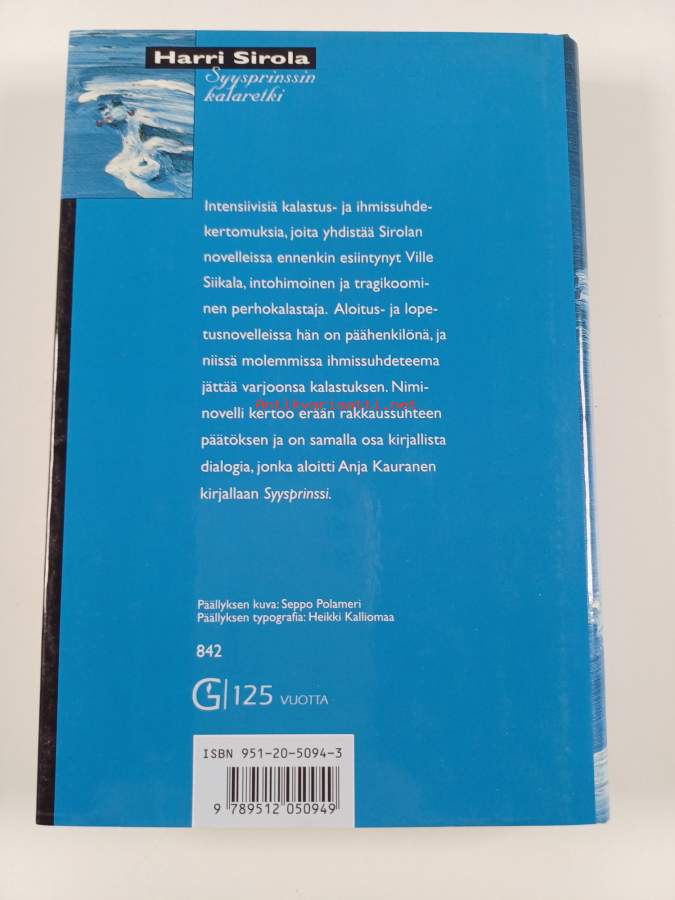 Harri Sirola
Syysprinssin
kalaretki
Intensiivisiä kalastus- ja ihmissuhde-
kertomuksia, joita yhdistää Sirolan
novelleissa ennenkin esiintynyt Ville
Siikala, intohimoinen ja tragikoomi-
nen perhokalastaja. Aloitus- ja lope-
tusnovelleissa hän on päähenkilönä, ja
niissä molemmissa ihmissuhdeteema
jättää varjoonsa kalastuksen. Nimi-
Antikvariaatti.net
novelli kertoo erään rakkaussuhteen
päätöksen ja on samalla osa kirjallista
dialogia, jonka aloitti Anja Kauranen
kirjallaan Syysprinssi.
Päällyksen kuva: Seppo Polameri
Päällyksen typografia: Heikki Kalliomaa
842
G 125 VUOTTA
ISBN 951-20-5094-3
9 789512 050949